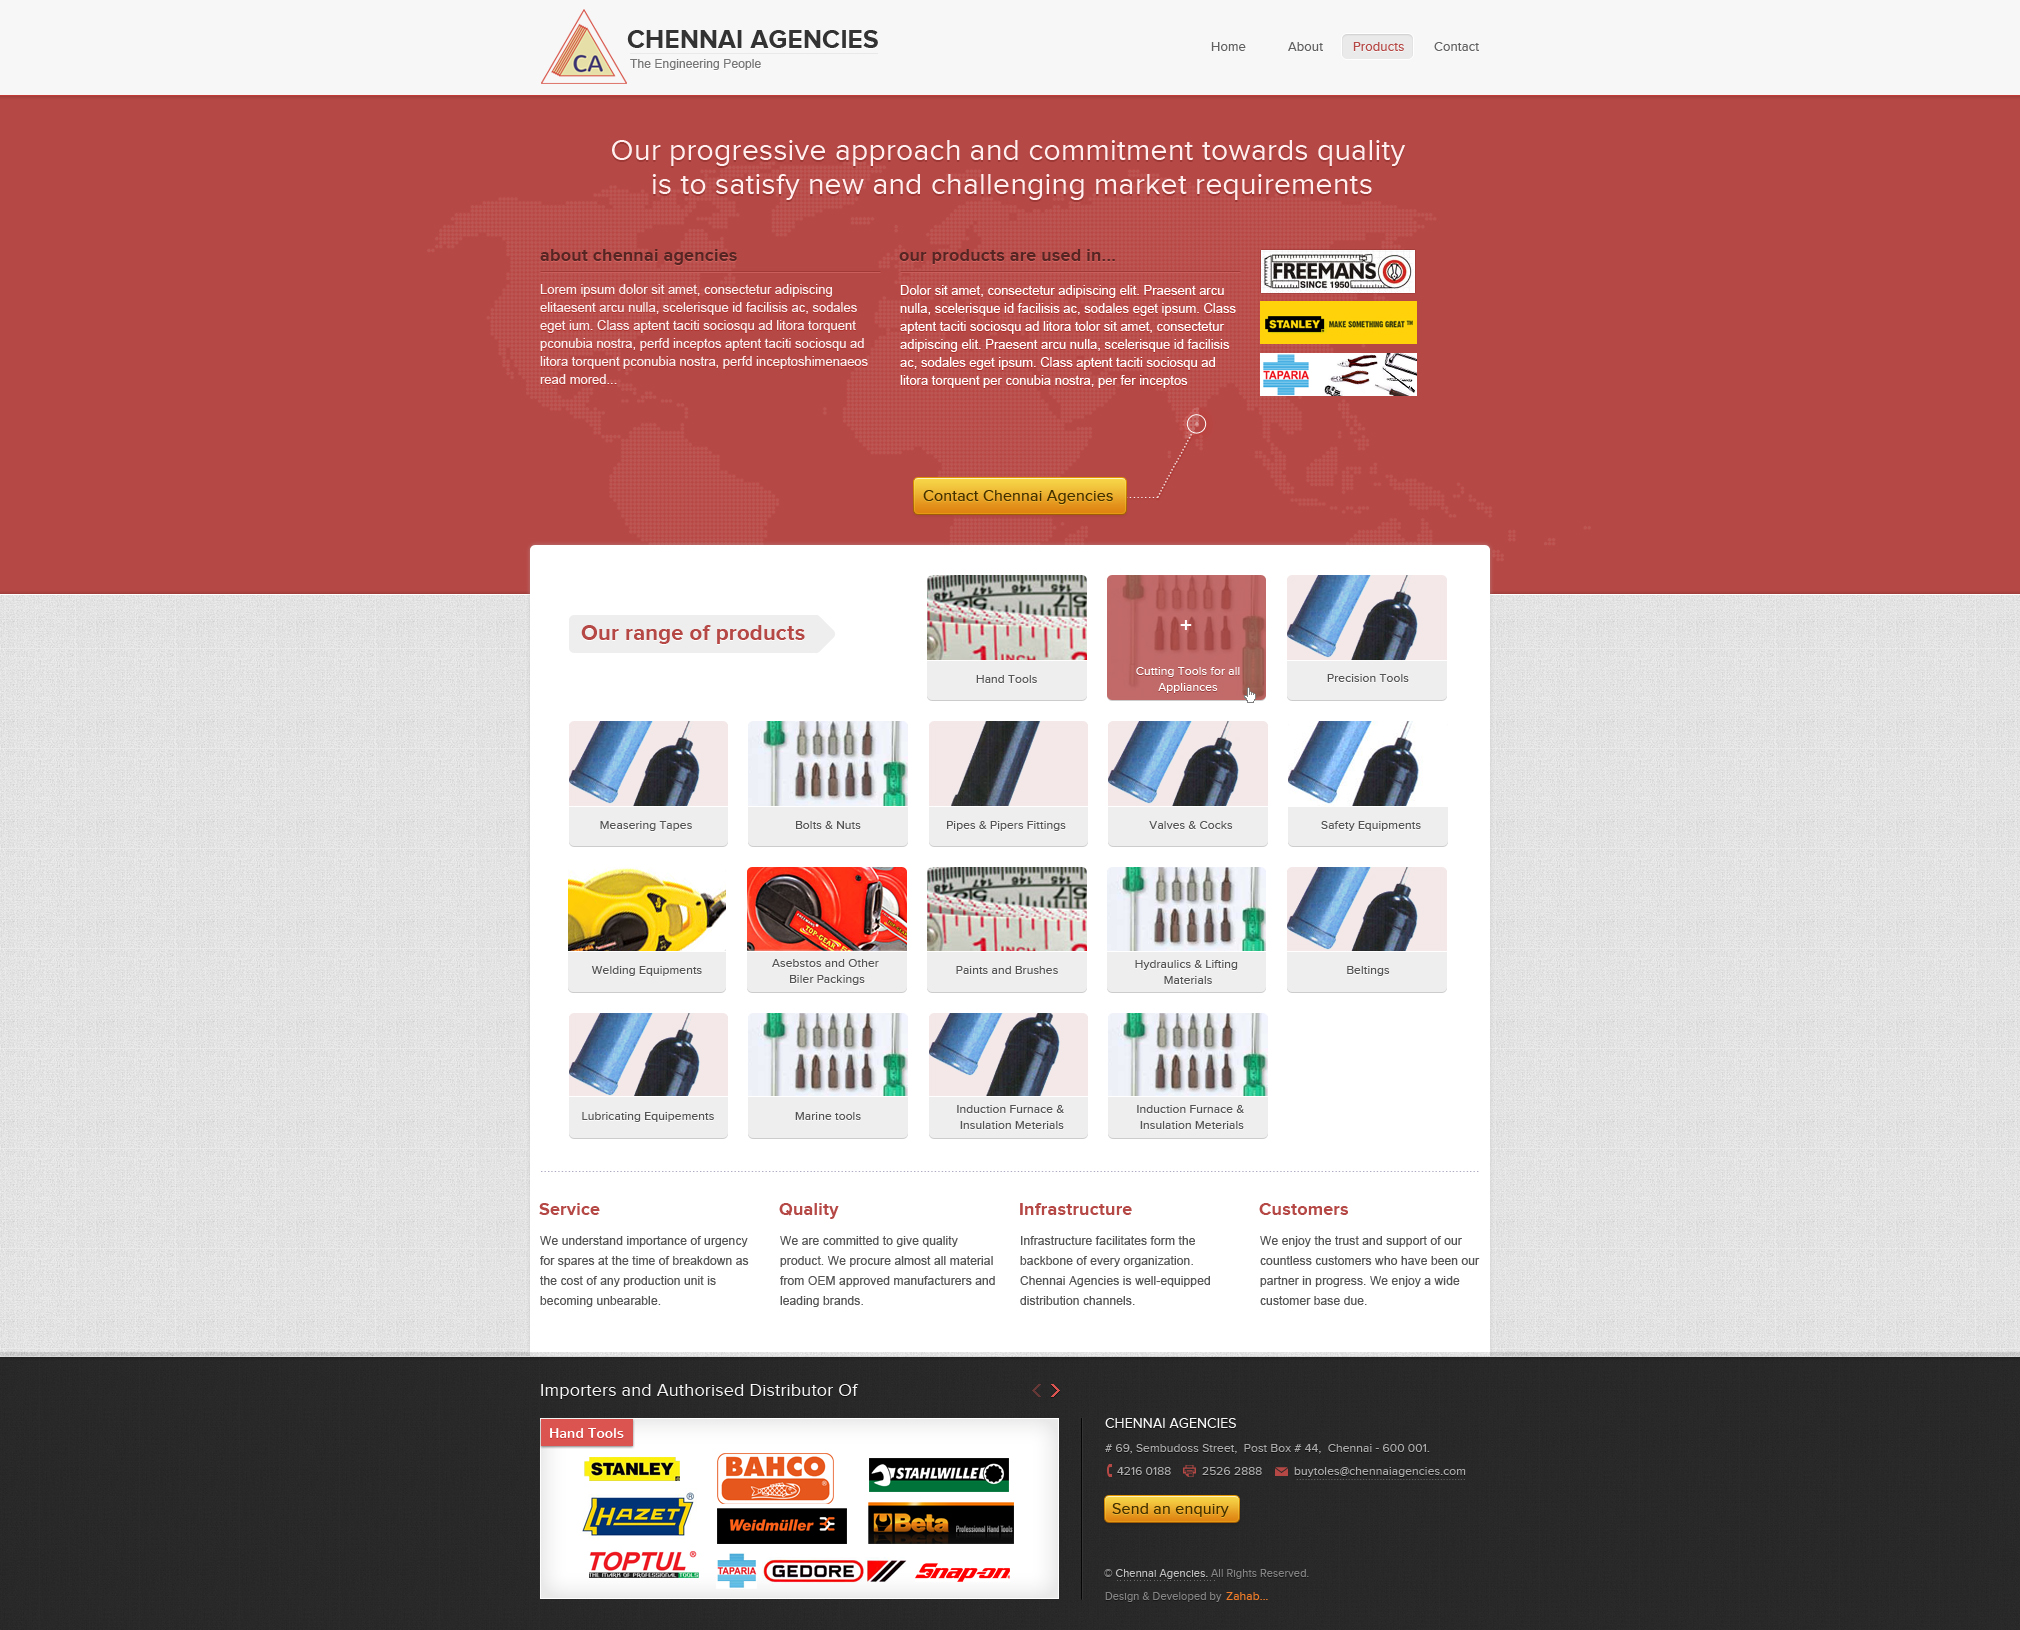 CA
CHENNAI AGENCIES
The Engineering People
Home
About
Products
Contact
Our progressive approach and commitment towards quality
is to satisfy new and challenging market requirements
about chennai agencies
Lorem ipsum dolor sit amet, consectetur adipiscing
elitaesent arcu nulla, scelerisque id facilisis ac, sodales
eget ium. Class aptent taciti sociosqu ad litora torquent
pconubia nostra, perfd inceptos aptent taciti sociosqu ad
litora torquent pconubia nostra, perfd inceptoshimenaeos
read mored...
our products are used in...
Dolor sit amet, consectetur adipiscing elit. Praesent arcu
nulla, scelerisque id facilisis ac, sodales eget ipsum. Class
aptent taciti sociosqu ad litora tolor sit amet, consectetur
adipiscing elit. Praesent arcu nulla, scelerisque id facilisis
ac, sodales eget ipsum. Class aptent taciti sociosqu ad
litora torquent per conubia nostra, per fer inceptos
FREEMANS
SINCE 1950
STANLEY MAKE SOMETHING GREAT ™
TAPARIA
Contact Chennai Agencies
Our range of products
Hand Tools
+
Cutting Tools for all
Appliances
Precision Tools
Measering Tapes
Bolts & Nuts
Pipes & Pipers Fittings
Valves & Cocks
Safety Equipments
Welding Equipments
TOP-GEAR
Asebstos and Other
Biler Packings
Paints and Brushes
Hydraulics & Lifting
Materials
Beltings
Lubricating Equipements
Marine tools
Induction Furnace &
Insulation Meterials
Induction Furnace &
Insulation Meterials
Service
We understand importance of urgency
for spares at the time of breakdown as
the cost of any production unit is
becoming unbearable.
Quality
We are committed to give quality
product. We procure almost all material
from OEM approved manufacturers and
leading brands.
Infrastructure
Infrastructure facilitates form the
backbone of every organization.
Chennai Agencies is well-equipped
distribution channels.
Customers
We enjoy the trust and support of our
countless customers who have been our
partner in progress. We enjoy a wide
customer base due.
Importers and Authorised Distributor Of
Hand Tools
STANLEY
BAHCO
STAHLWILLE
HAZET ®
Weidmüller
Beta Professional Hand Tools
TOPTUL ®
THE MARK OF PROFESSIONAL TOOLS
TAPARIA
GEDORE
Snap-on
CHENNAI AGENCIES
# 69, Sembudoss Street, Post Box # 44, Chennai - 600 001.
4216 0188 2526 2888 buytoles@chennaiagencies.com
Send an enquiry
© Chennai Agencies. All Rights Reserved.
Design & Developed by Zahab...